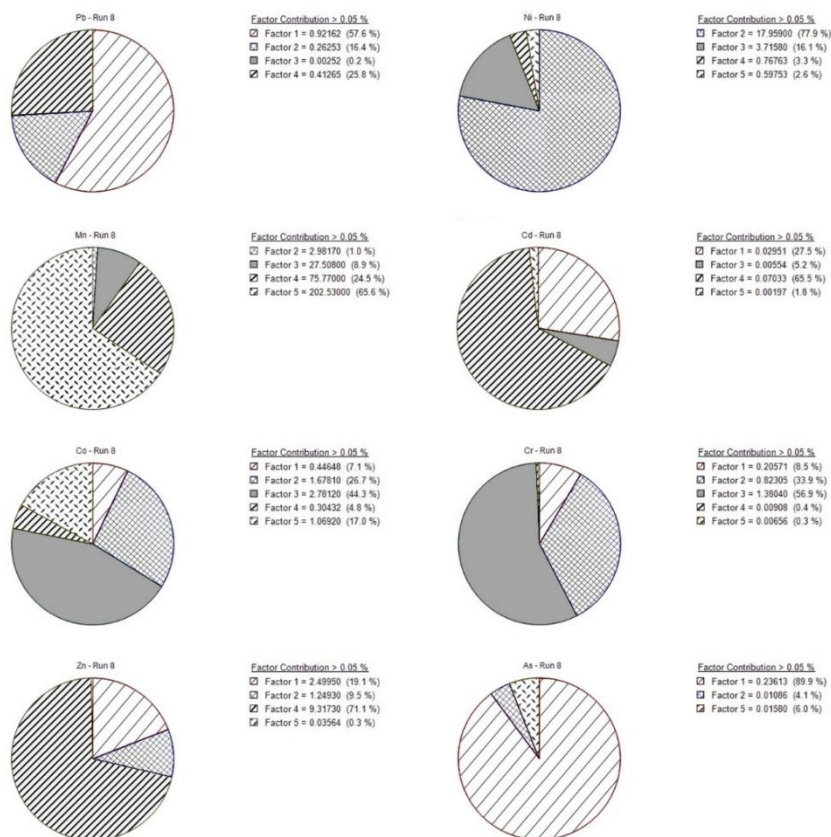 Pb - Run 8
Factor Contribution > 0.05 %
Factor 1 = 0.92162 (57.6 %)
Factor 2 = 0.26253 (16.4 %)
Factor 3 = 0.00252 (0.2 %)
Factor 4 = 0.41265 (25.8 %)
Ni - Run 8
Factor Contribution > 0.05 %
Factor 2 = 17.95900 (77.9 %)
Factor 3 = 3.71580 (16.1 %)
Factor 4 = 0.76763 (3.3 %)
Factor 5 = 0.59753 (2.6 %)
Mn - Run 8
Factor Contribution > 0.05 %
Factor 2 = 2.98170 (1.0 %)
Factor 3 = 27.50800 (8.9 %)
Factor 4 = 75.77000 (24.5 %)
Factor 5 = 202.53000 (65.6 %)
Cd - Run 8
Factor Contribution > 0.05 %
Factor 1 = 0.02951 (27.5 %)
Factor 3 = 0.00554 (5.2 %)
Factor 4 = 0.07033 (65.5 %)
Factor 5 = 0.00197 (1.8 %)
Co - Run 8
Factor Contribution > 0.05 %
Factor 1 = 0.44648 (7.1 %)
Factor 2 = 1.67810 (26.7 %)
Factor 3 = 2.78120 (44.3 %)
Factor 4 = 0.30432 (4.8 %)
Factor 5 = 1.06920 (17.0 %)
Cr - Run 8
Factor Contribution > 0.05 %
Factor 1 = 0.20571 (8.5 %)
Factor 2 = 0.82305 (33.9 %)
Factor 3 = 1.38040 (56.9 %)
Factor 4 = 0.00908 (0.4 %)
Factor 5 = 0.00656 (0.3 %)
Zn - Run 8
Factor Contribution > 0.05 %
Factor 1 = 2.49950 (19.1 %)
Factor 2 = 1.24930 (9.5 %)
Factor 4 = 9.31730 (71.1 %)
Factor 5 = 0.03564 (0.3 %)
As - Run 8
Factor Contribution > 0.05 %
Factor 1 = 0.23613 (89.9 %)
Factor 2 = 0.01086 (4.1 %)
Factor 5 = 0.01580 (6.0 %)